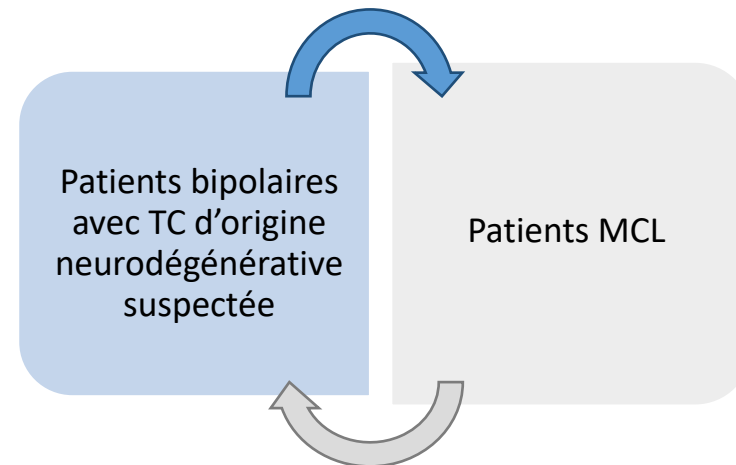 Patients bipolaires
avec TC d’origine
neurodégénérative
suspectée
Patients MCL